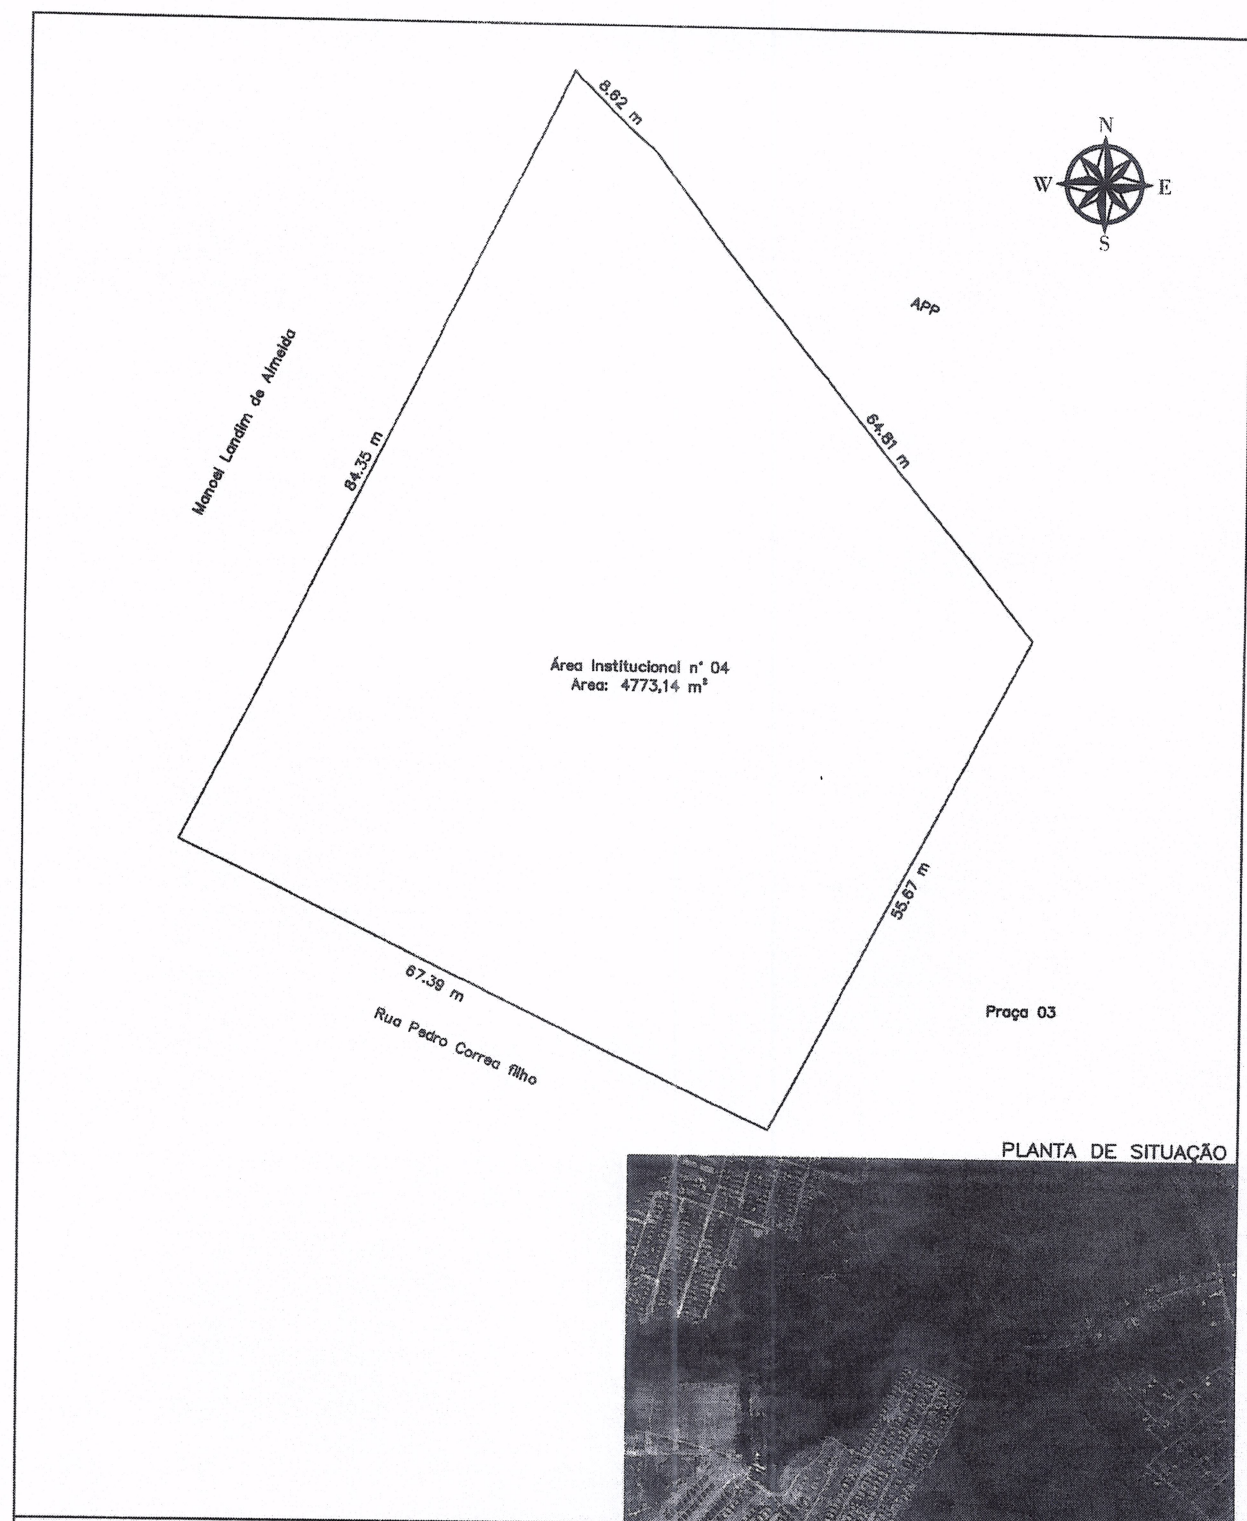 8.62 m
N
W
E
S
APP
Manoel Landim de Almeida
84.35 m
64.81 m
Área Institucional n° 04
Area: 4773,14 m²
55.67 m
67.39 m
Rua Pedro Correa filho
Praça 03
PLANTA DE SITUAÇÃO